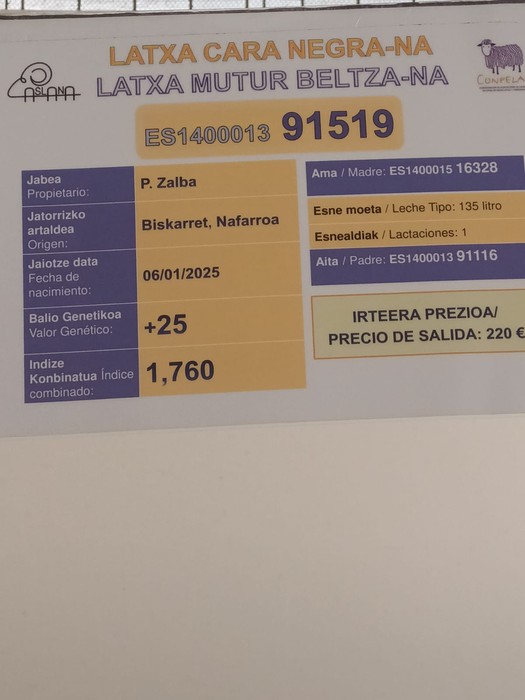 LATXA CARA NEGRA-NA
LATXA MUTUR BELTZA-NA
ASLANA
CONFELA
ES1400013 91519
Jabea
Propietario:
P. Zalba
Jatorrizko
artaldea
Origen:
Biskarret, Nafarroa
Jaiotze data
Fecha de
nacimiento:
06/01/2025
Balio Genetikoa
Valor Genético:
+25
Indize
Konbinatua Índice
combinado:
1,760
Ama / Madre: ES1400015 16328
Esne moeta / Leche Tipo: 135 litro
Esnealdiak / Lactaciones: 1
Aita / Padre: ES1400013 91116
IRTEERA PREZIOA/
PRECIO DE SALIDA: 220 €